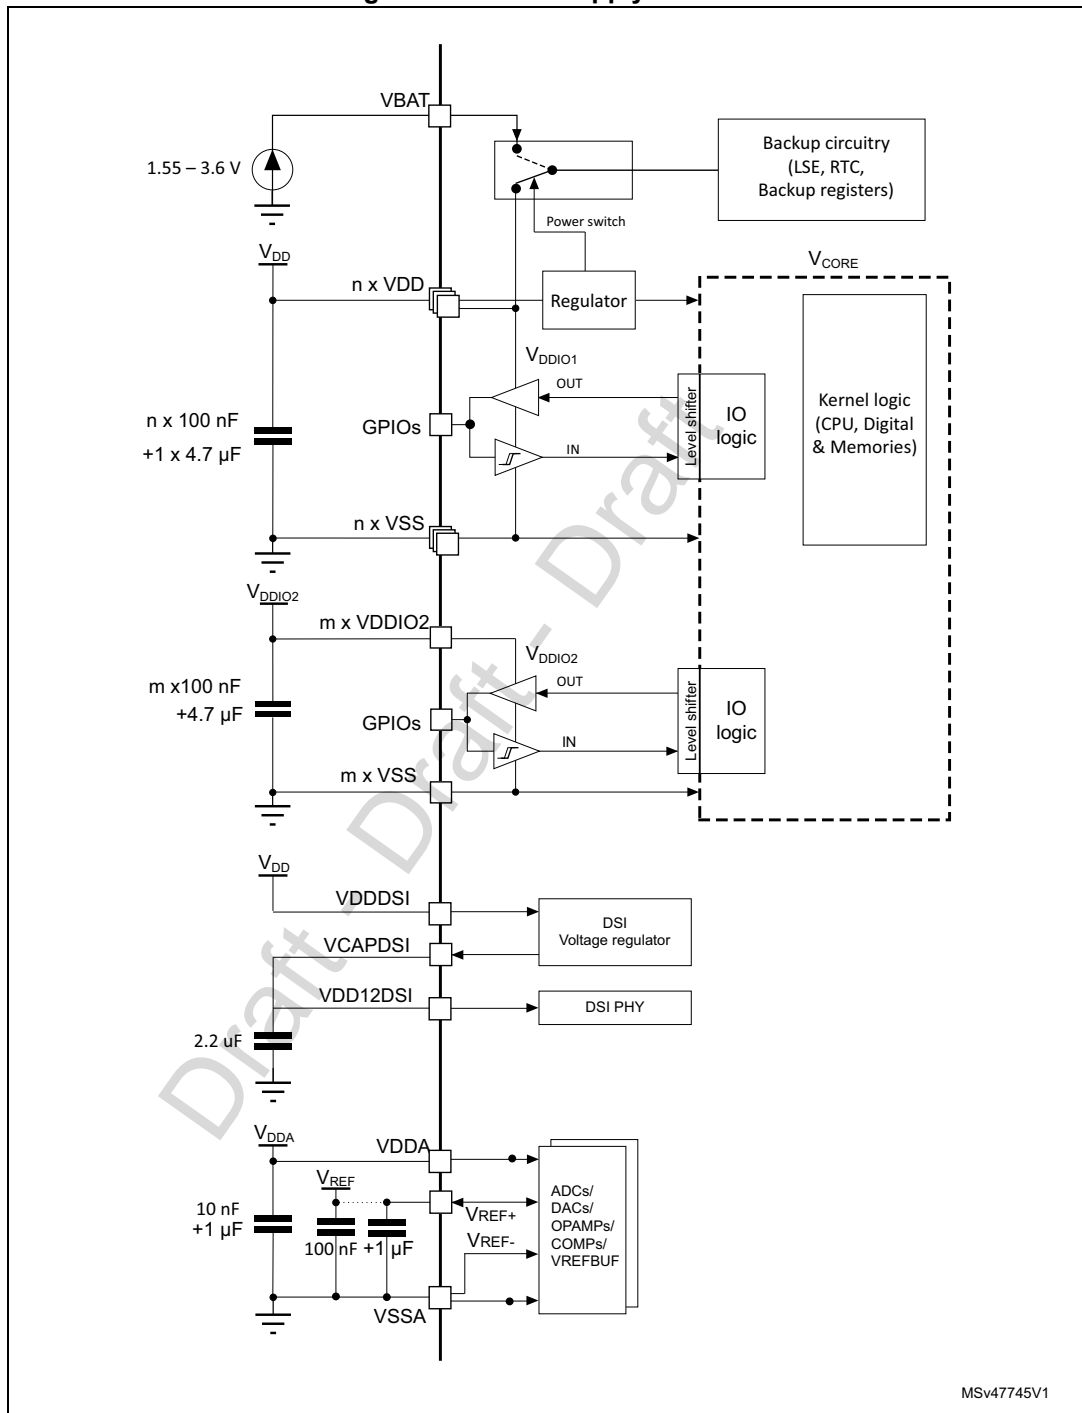 VBAT
1.55 – 3.6 V
Backup circuitry
(LSE, RTC,
Backup registers)
Power switch
VDD
n x VDD
Regulator
VCORE
VDDIO1
OUT
GPIOs
IN
Level shifter
IO
logic
Kernel logic
(CPU, Digital
& Memories)
n x 100 nF
+1 x 4.7 µF
n x VSS
VDDIO2
m x VDDIO2
VDDIO2
OUT
m x100 nF
+4.7 µF
GPIOs
IN
Level shifter
IO
logic
m x VSS
VDD
VDDDSI
DSI
Voltage regulator
VCAPDSI
VDD12DSI
DSI PHY
2.2 uF
VDDA
VDDA
VREF
10 nF
+1 µF
100 nF
+1 µF
VREF+
VREF-
ADCs/
DACs/
OPAMPs/
COMPs/
VREFBUF
VSSA
Draft - Draft - Draft
MSv47745V1